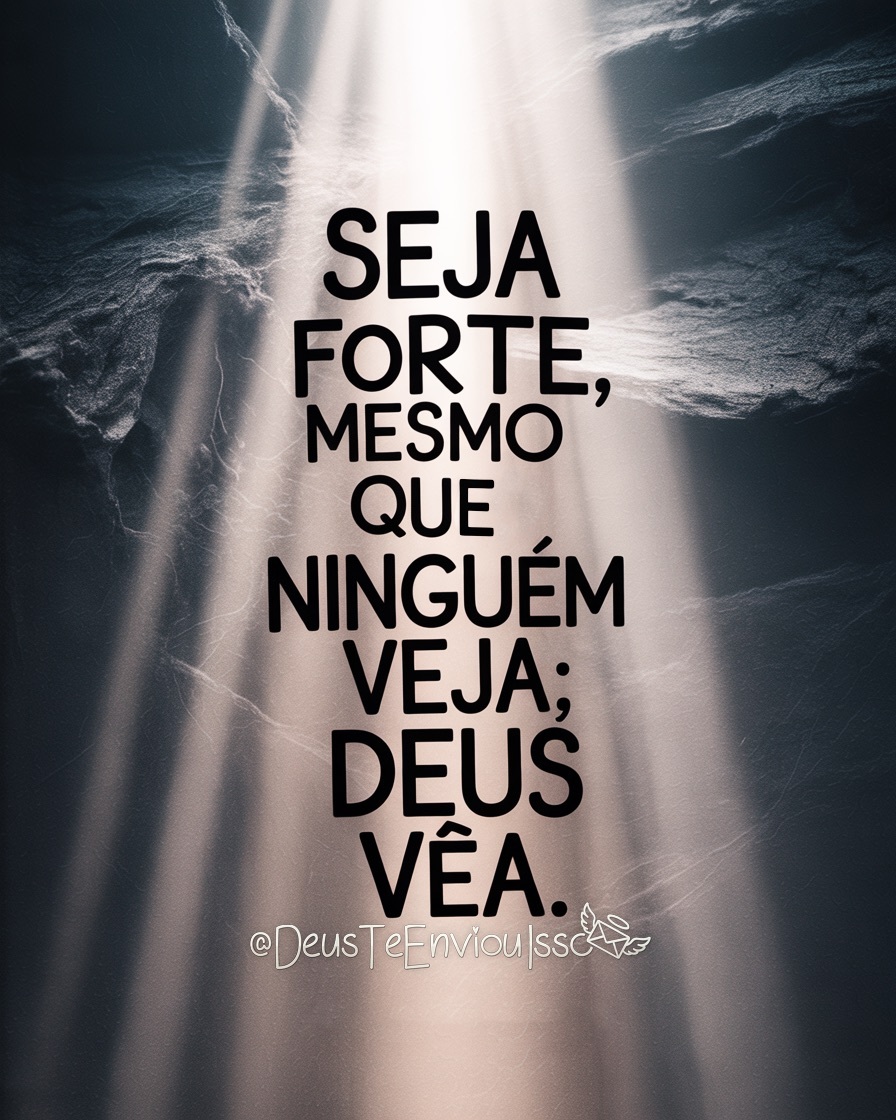 SEJA
FORTE,
MESMO
QUE
NINGUÉM
VEJA;
DEUS
VÊA.
@DeusTeEnviouIsso